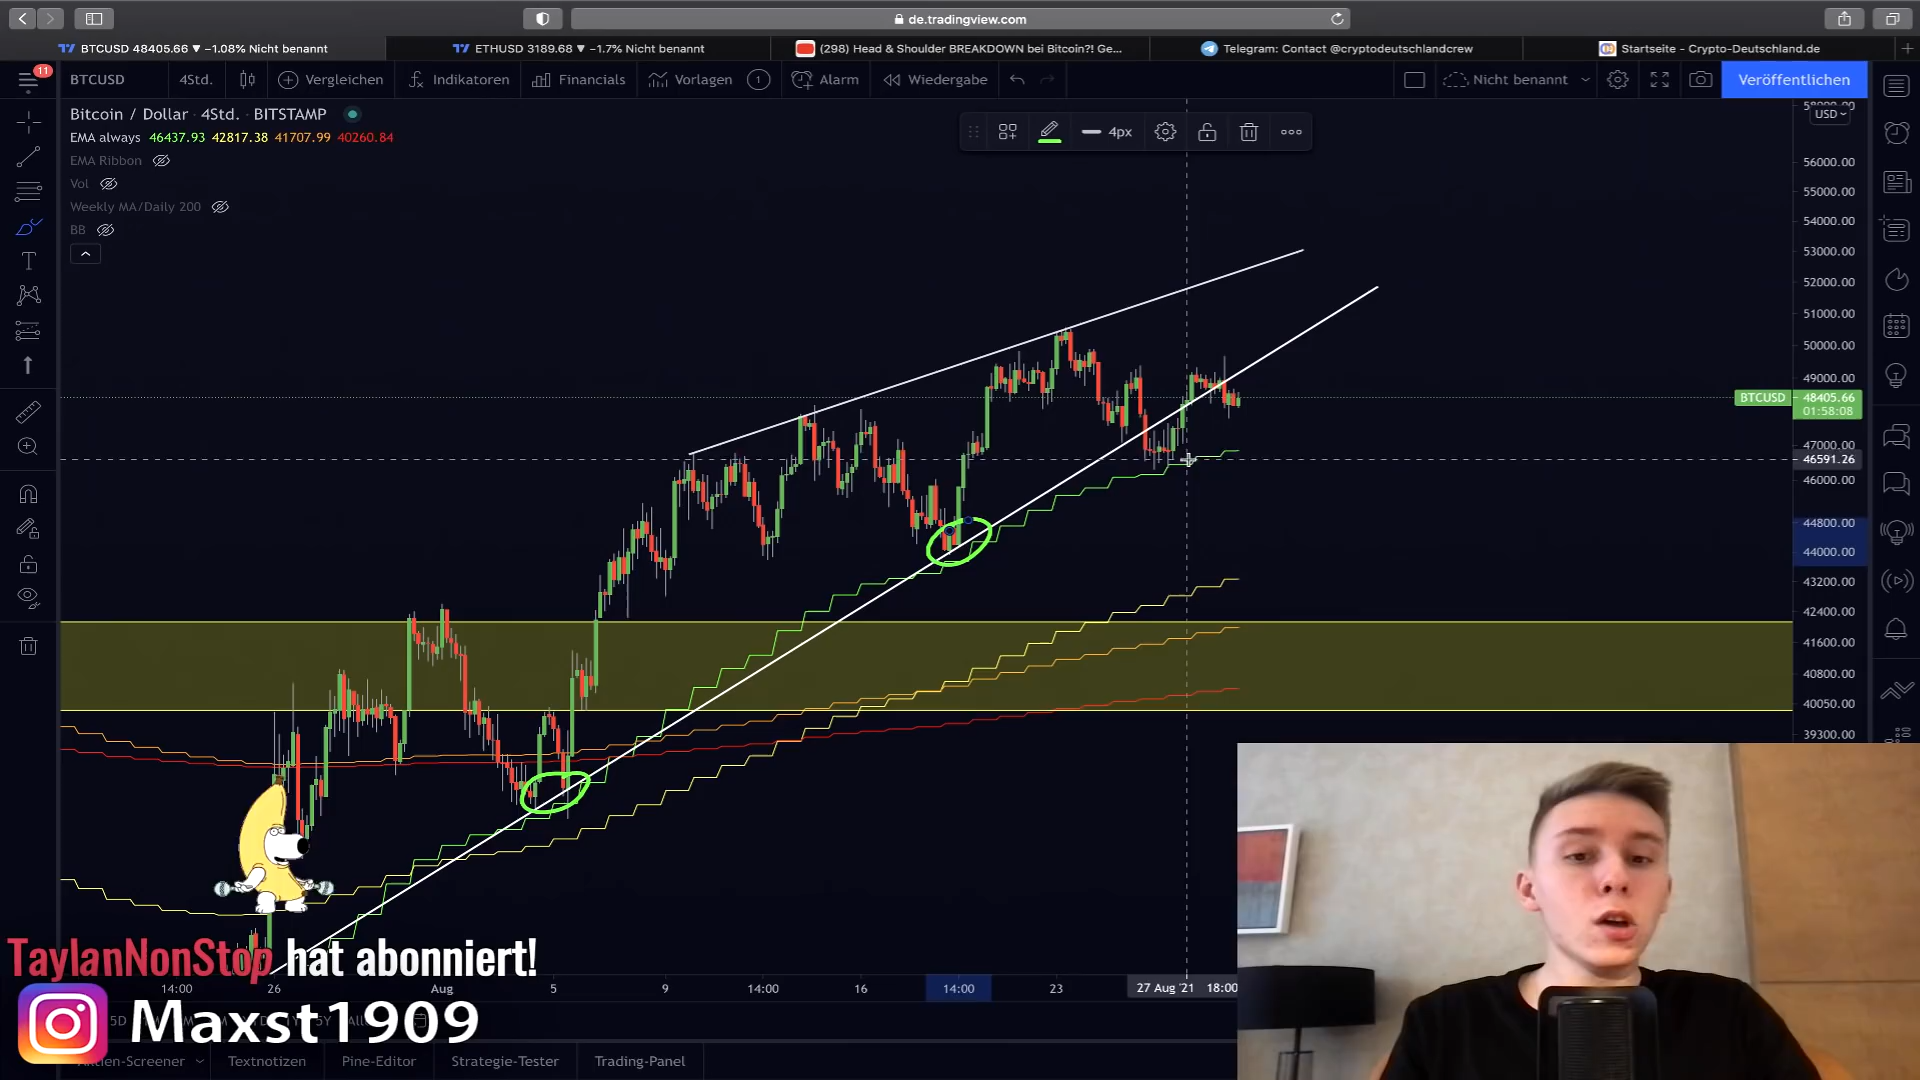 de.tradingview.com
BTCUSD 48405.66 ▼ −1.08% Nicht benannt
ETHUSD 3189.68 ▼ −1.7% Nicht benannt
(298) Head & Shoulder BREAKDOWN bei Bitcoin?! Ge...
Telegram: Contact @cryptodeutschlandcrew
Startseite - Crypto-Deutschland.de
11
BTCUSD
4Std.
Vergleichen
Indikatoren
Financials
Vorlagen
1
Alarm
Wiedergabe
Nicht benannt
Veröffentlichen
Bitcoin / Dollar · 4Std. · BITSTAMP
EMA always 46437.93 42817.38 41707.99 40260.84
EMA Ribbon
Vol
Weekly MA/Daily 200
BB
4px
58000.00
USD
56000.00
55000.00
54000.00
53000.00
52000.00
51000.00
50000.00
49000.00
BTCUSD 48405.66
01:58:08
47000.00
46591.26
46000.00
44800.00
44000.00
43200.00
42400.00
41600.00
40800.00
40050.00
39300.00
TaylanNonStop hat abonniert!
14:00 26 Aug 5 9 14:00 16 14:00 23 27 Aug '21 18:00
Maxst1909
Textnotizen
Pine-Editor
Strategie-Tester
Trading-Panel